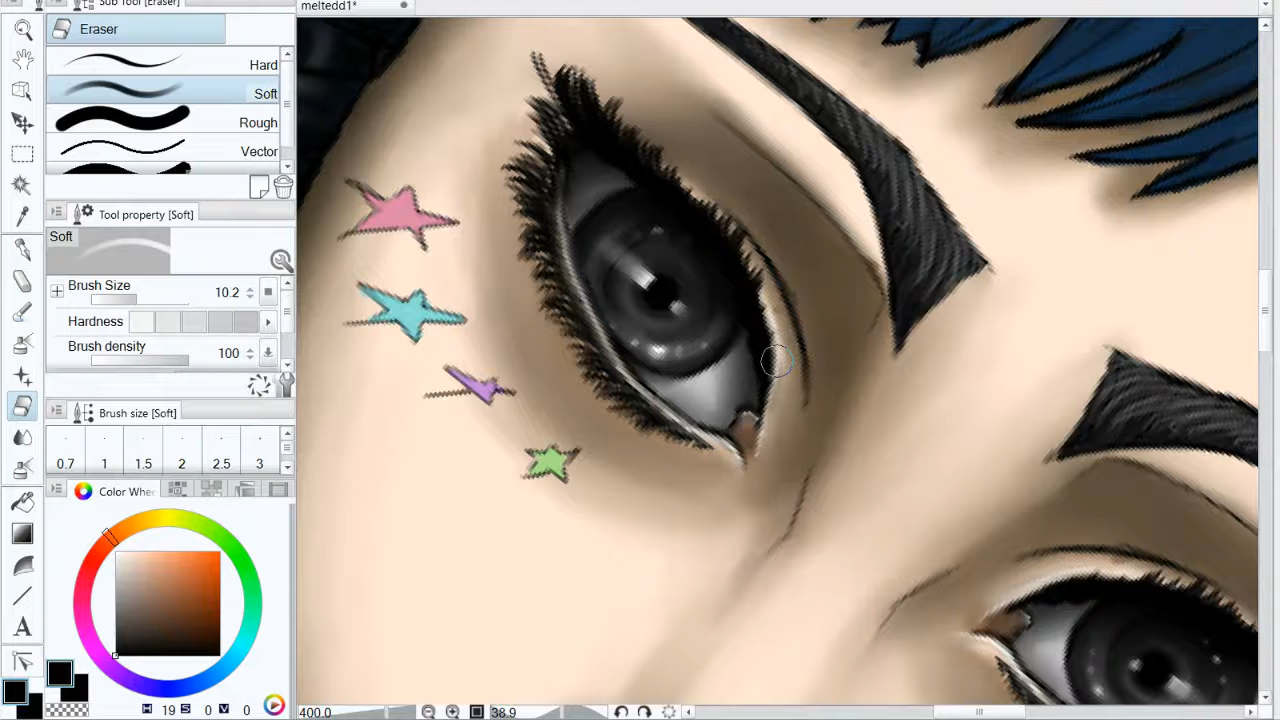 Sub Tool [Eraser]
meltedd1*
Eraser
Hard
Soft
Rough
Vector
Tool property [Soft]
Soft
Brush Size 10.2
Hardness
Brush density 100
Brush size [Soft]
0.7 1 1.5 2 2.5 3
Color Whe
H 19 S 0 V 0
400.0 38.9